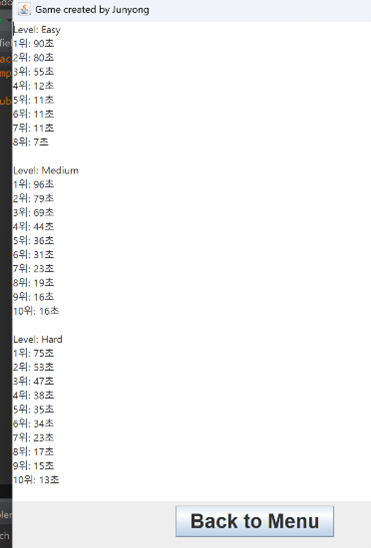 Game created by Junyong
Level: Easy
1위: 90초
2위: 80초
3위: 55초
4위: 12초
5위: 11초
6위: 11초
7위: 11초
8위: 7초
Level: Medium
1위: 96초
2위: 79초
3위: 69초
4위: 44초
5위: 36초
6위: 31초
7위: 23초
8위: 19초
9위: 16초
10위: 16초
Level: Hard
1위: 75초
2위: 53초
3위: 47초
4위: 38초
5위: 35초
6위: 34초
7위: 23초
8위: 17초
9위: 15초
10위: 13초
Back to Menu